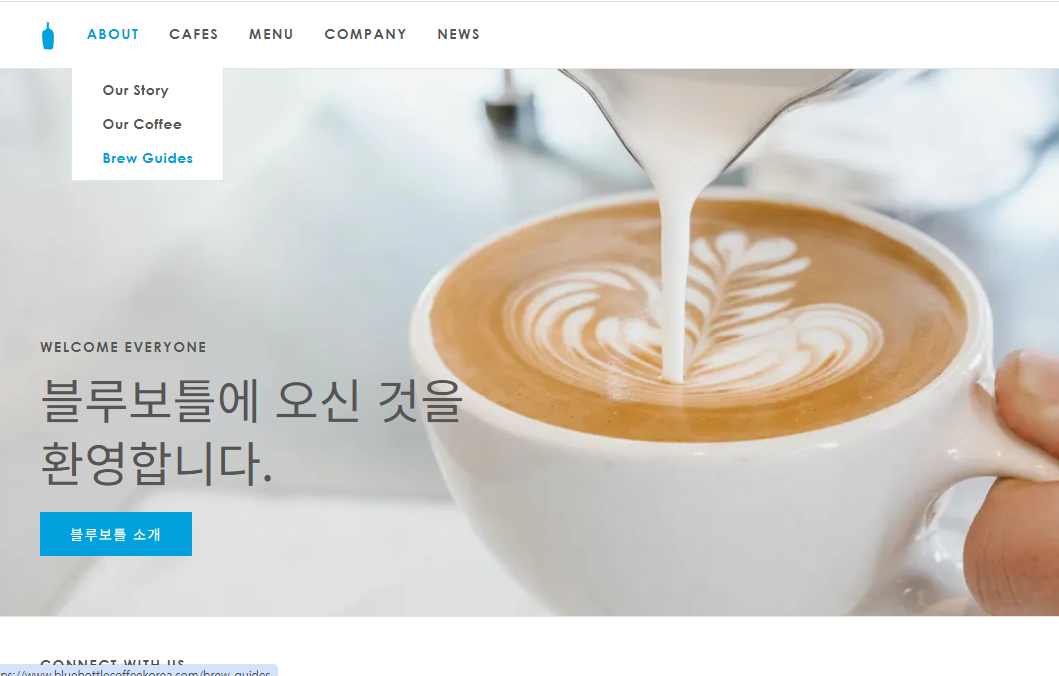 ABOUT CAFES MENU COMPANY NEWS
Our Story
Our Coffee
Brew Guides
WELCOME EVERYONE
블루보틀에 오신 것을
환영합니다.
블루보틀 소개
CONNECT WITH US
ps://www.bluebottlecoffeekorea.com/brew-guides